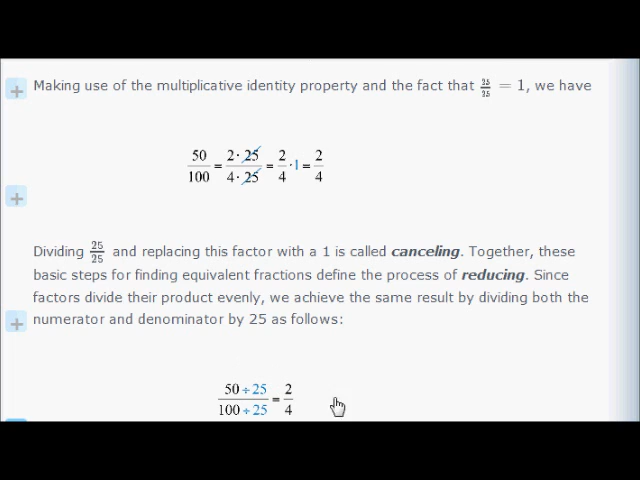 Making use of the multiplicative identity property and the fact that 25/25 = 1, we have
50/100 = 2 · 25/4 · 25 = 2/4 · 1 = 2/4
Dividing 25/25 and replacing this factor with a 1 is called canceling. Together, these
basic steps for finding equivalent fractions define the process of reducing. Since
factors divide their product evenly, we achieve the same result by dividing both the
numerator and denominator by 25 as follows:
50 ÷ 25/100 ÷ 25 = 2/4